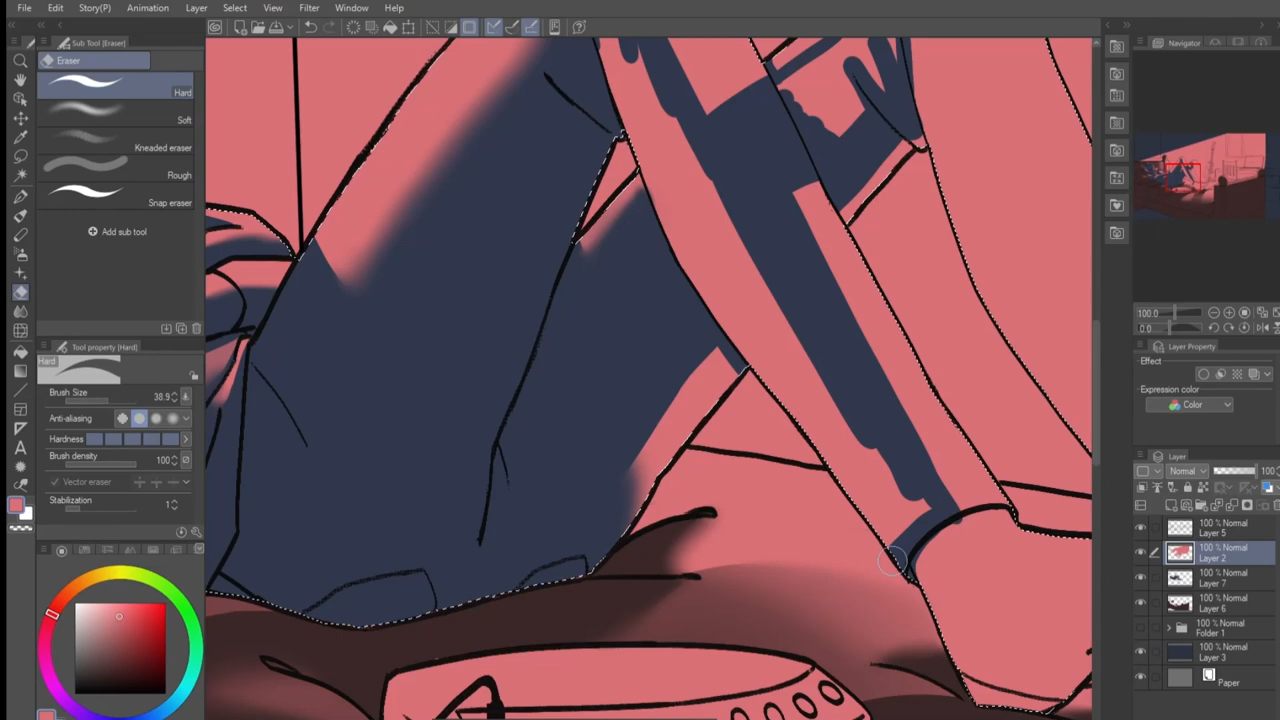 File Edit Story(P) Animation Layer Select View Filter Window Help
Sub Tool [Eraser]
Eraser
Hard
Soft
Kneaded eraser
Rough
Snap eraser
Add sub tool
Tool property [Hard]
Hard
Brush Size 38.9
Anti-aliasing
Hardness
Brush density 100
Vector eraser
Stabilization 1
Navigator
100.0
0.0
Layer Property
Effect
Expression color
Color
Layer
Normal 100
100 % Normal
Layer 5
100 % Normal
Layer 2
100 % Normal
Layer 7
100 % Normal
Layer 6
100 % Normal
Folder 1
100 % Normal
Layer 3
Paper